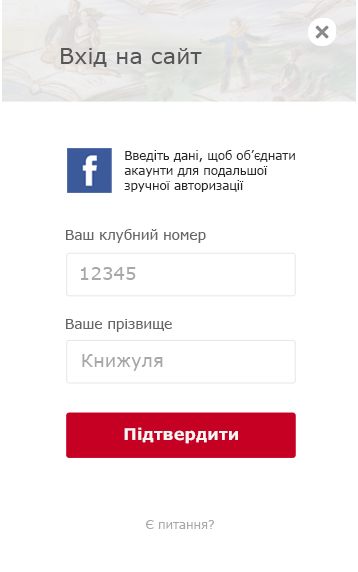 Вхід на сайт
Введіть дані, щоб об’єднати
акаунти для подальшої
зручної авторизації
Ваш клубний номер
12345
Ваше прізвище
Книжуля
Підтвердити
Є питання?